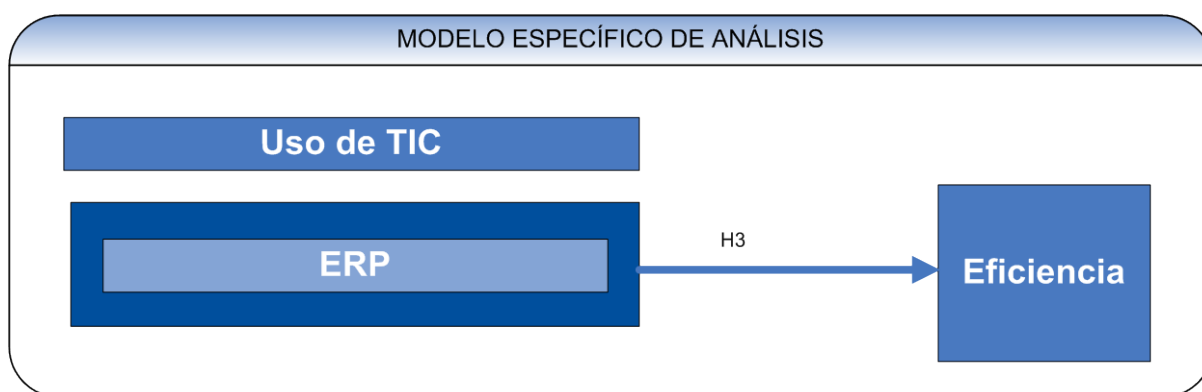 MODELO ESPECÍFICO DE ANÁLISIS
Uso de TIC
ERP
H3
Eficiencia